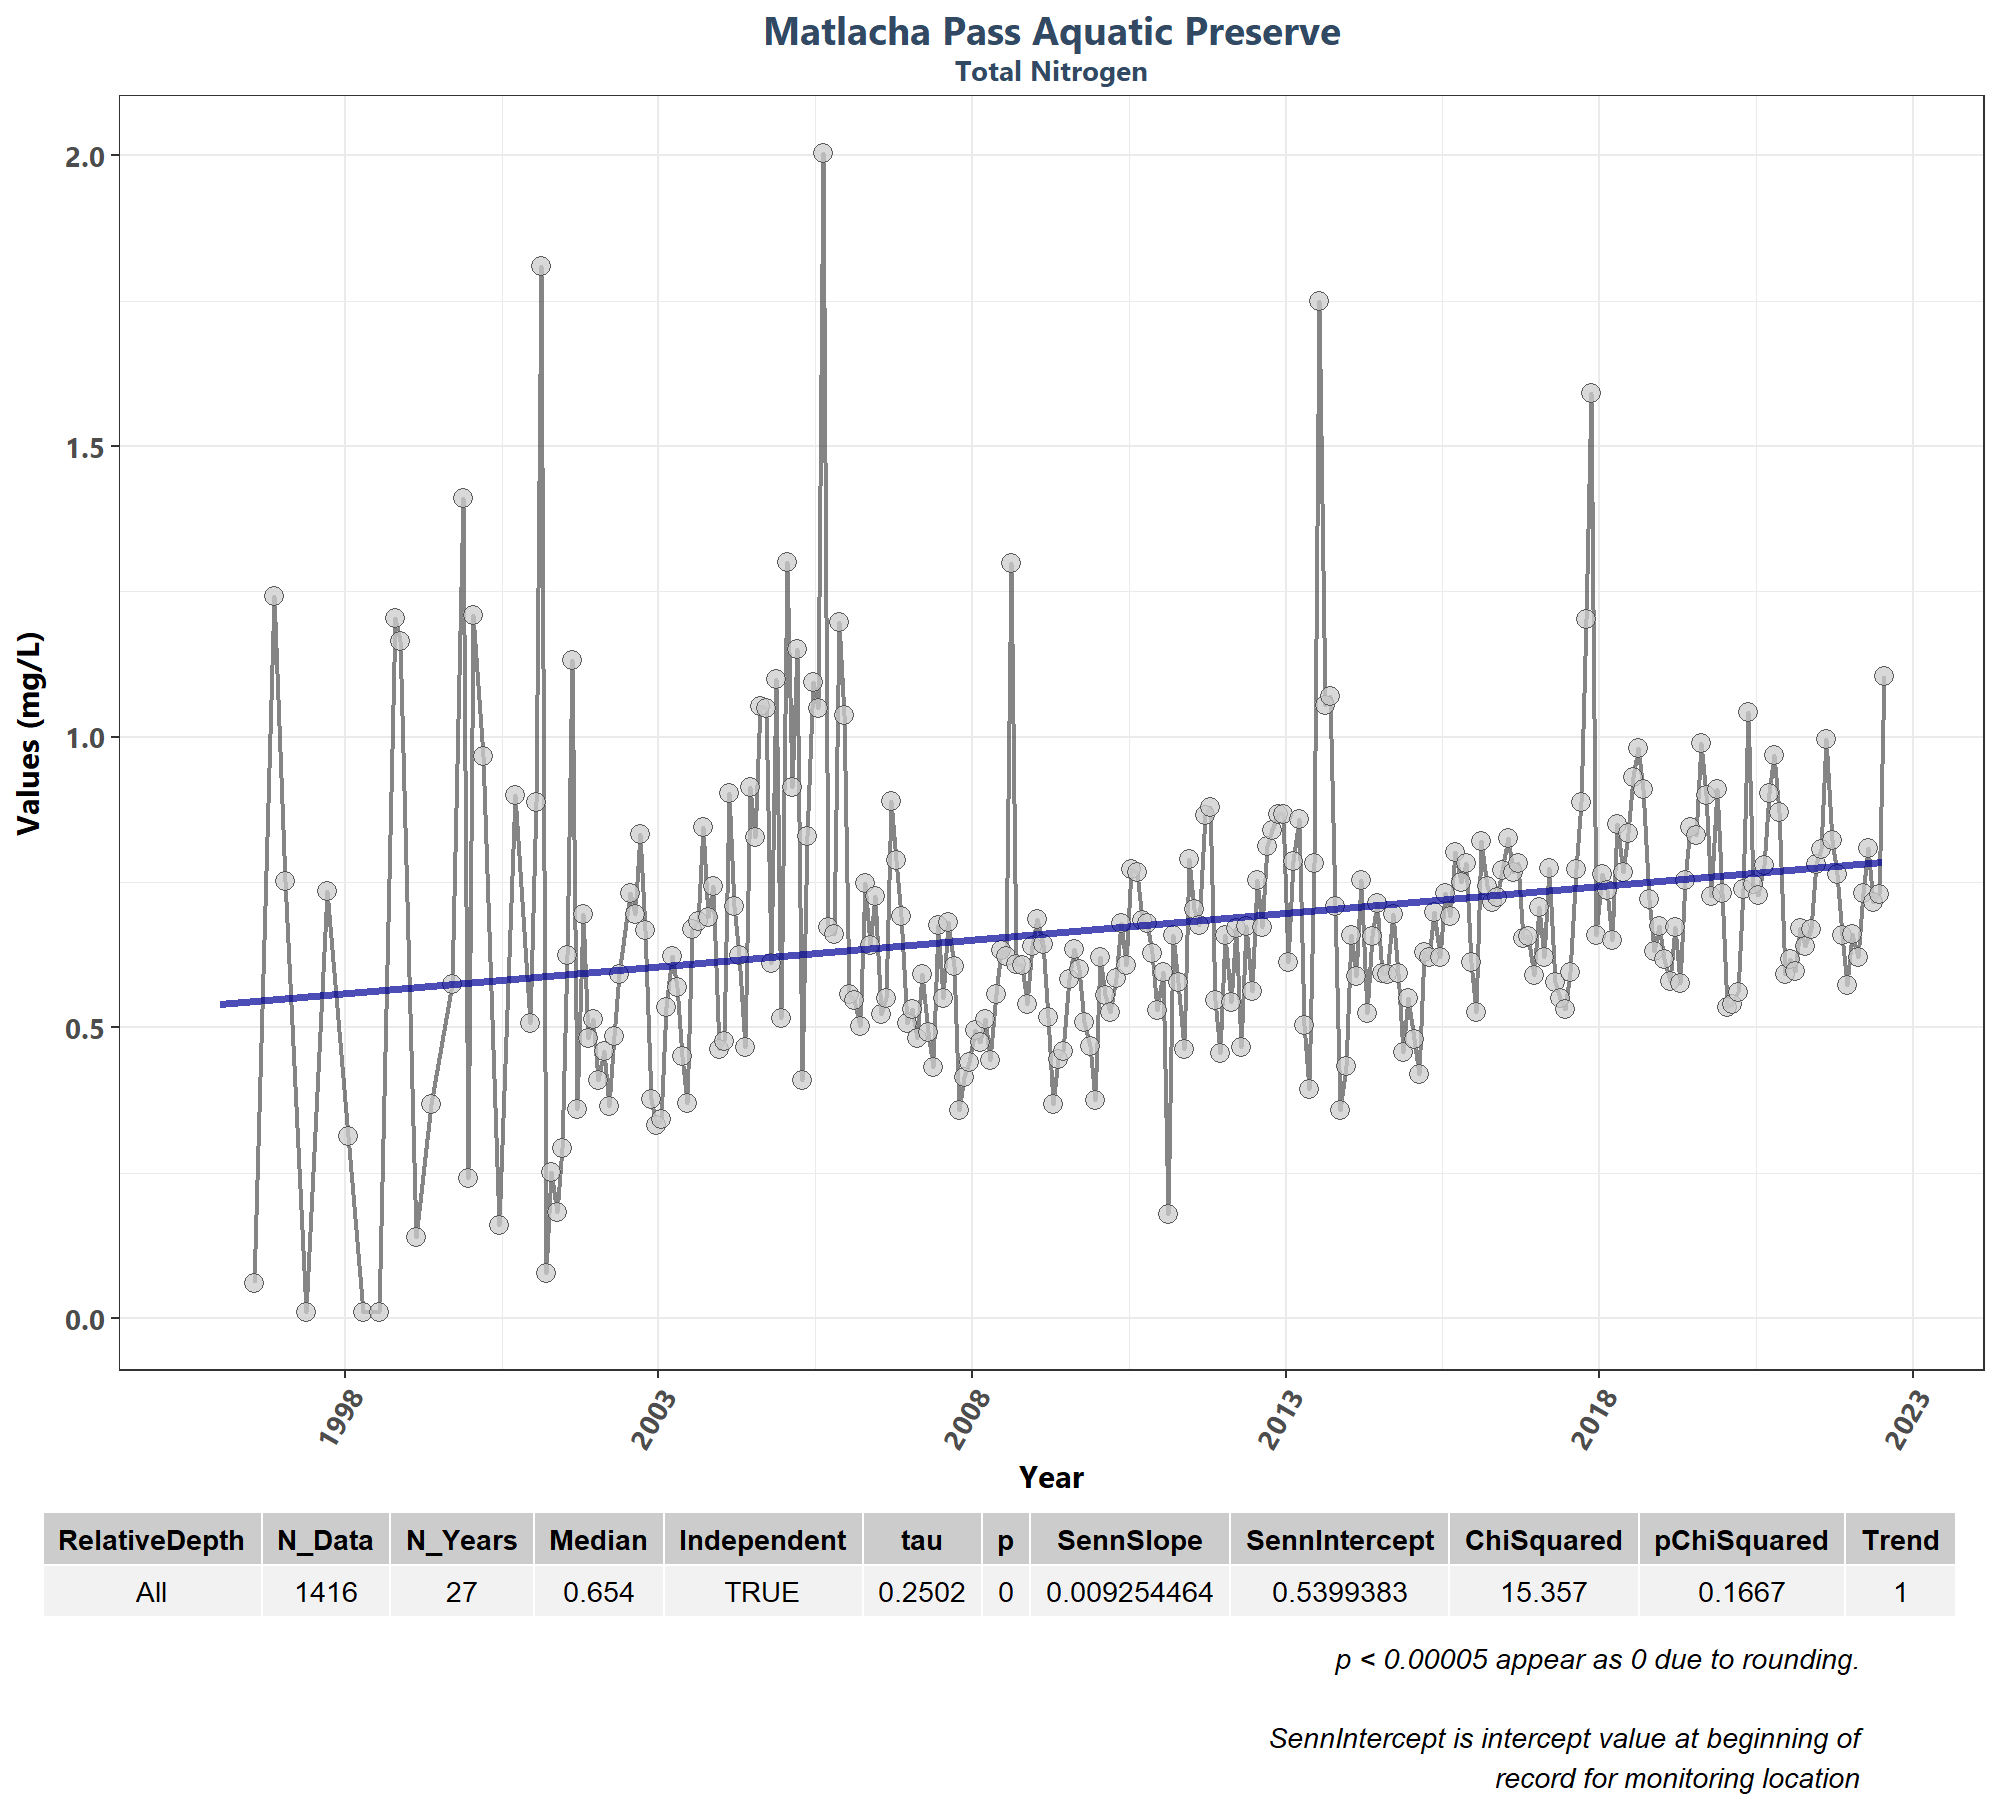 Matlacha Pass Aquatic Preserve
Total Nitrogen
2.0
1.5
1.0
0.5
0.0
Values (mg/L)
1998 2003 2008 2013 2018 2023
Year
RelativeDepth N_Data N_Years Median Independent tau p SennSlope SennIntercept ChiSquared pChiSquared Trend
All 1416 27 0.654 TRUE 0.2502 0 0.009254464 0.5399383 15.357 0.1667 1
p < 0.00005 appear as 0 due to rounding.
SennIntercept is intercept value at beginning of
record for monitoring location